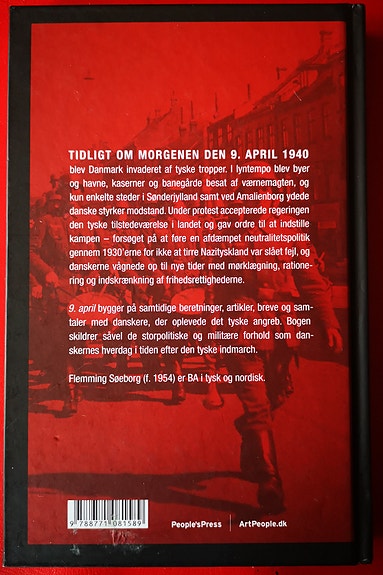 TIDLIGT OM MORGENEN DEN 9. APRIL 1940
blev Danmark invaderet af tyske tropper. I lyntempo blev byer
og havne, kaserner og banegårde besat af værnemagten, og
kun enkelte steder i Sønderjylland samt ved Amalienborg ydede
danske styrker modstand. Under protest accepterede regeringen
den tyske tilstedeværelse i landet og gav ordre til at indstille
kampen – forsøget på at føre en afdæmpet neutralitetspolitik
gennem 1930'erne for ikke at tirre Nazityskland var slået fejl, og
danskerne vågnede op til nye tider med mørklægning, ratione-
ring og indskrænkning af frihedsrettighederne.
9. april bygger på samtidige beretninger, artikler, breve og sam-
taler med danskere, der oplevede det tyske angreb. Bogen
skildrer såvel de storpolitiske og militære forhold som dan-
skernes hverdag i tiden efter den tyske indmarch.
Flemming Søeborg (f. 1954) er BA i tysk og nordisk.
9 788771 081589
People'sPress | ArtPeople.dk